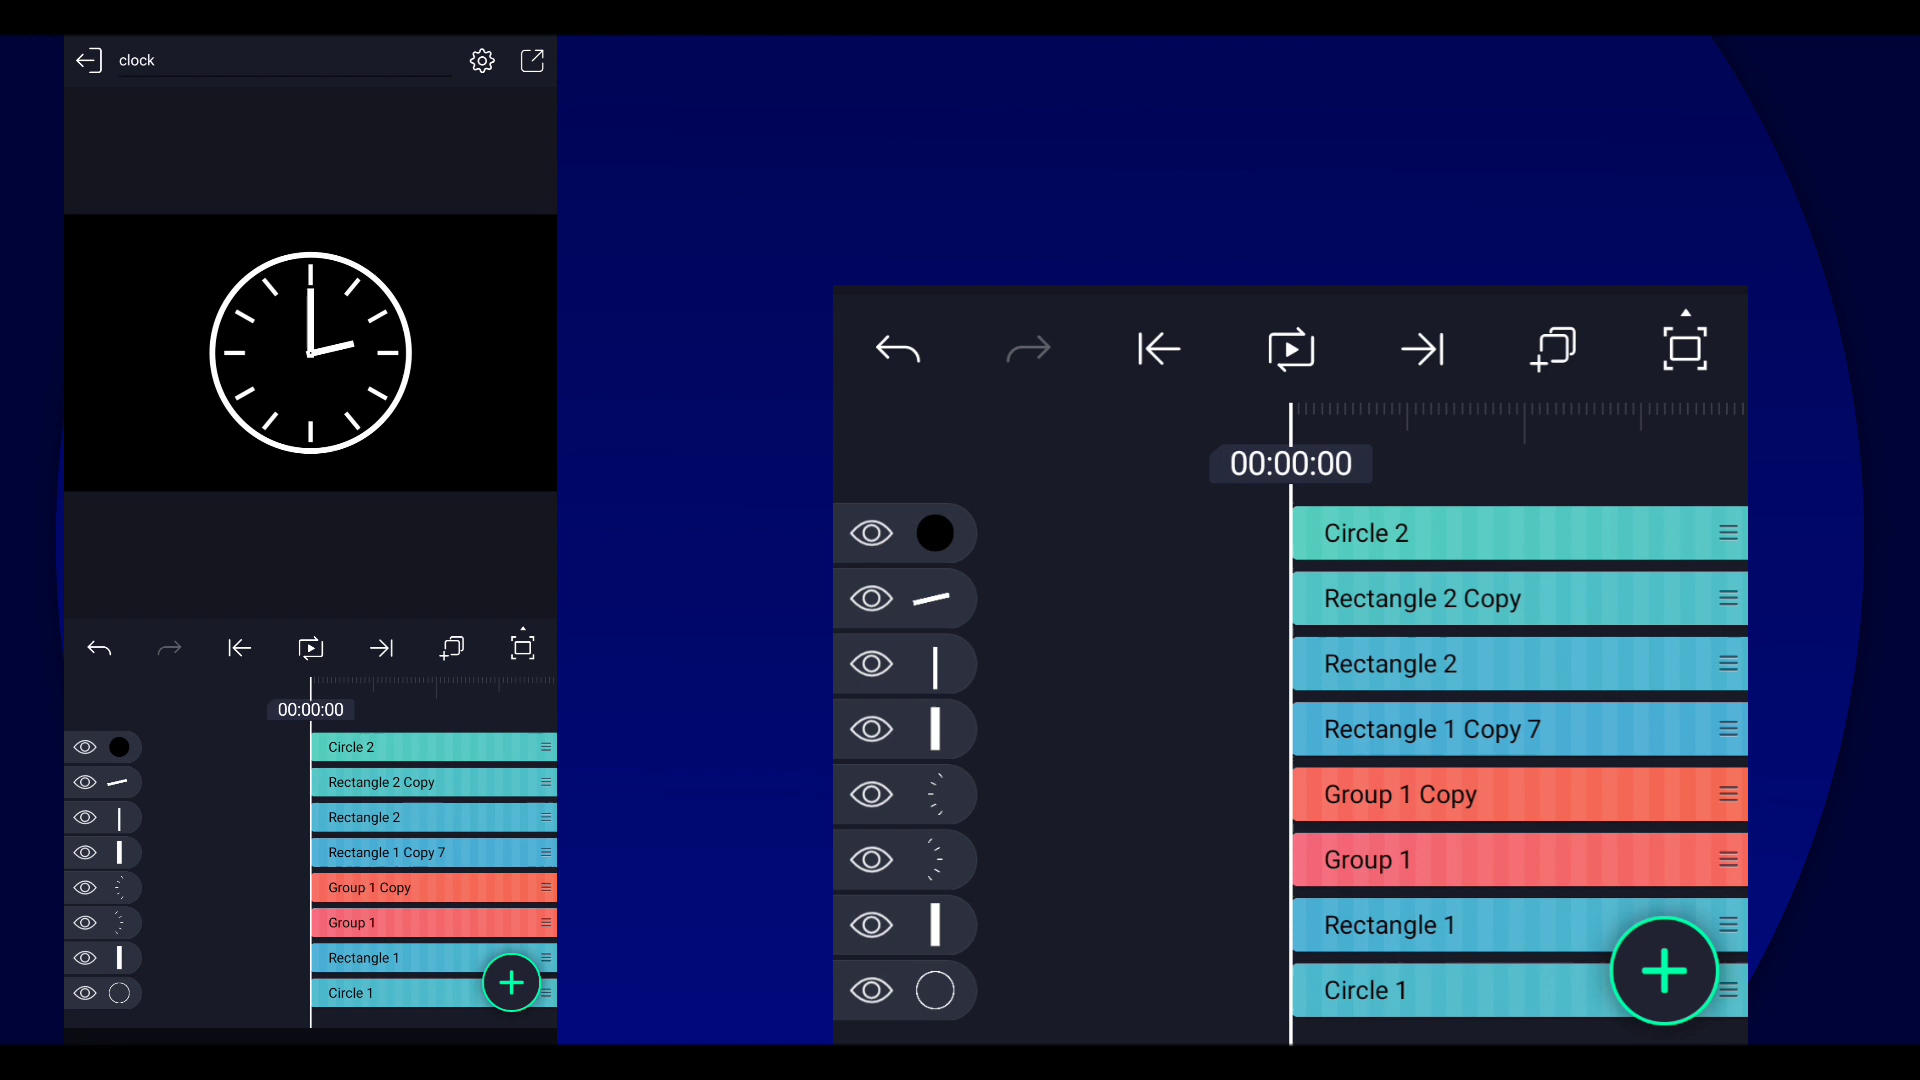 clock
00:00:00
Circle 2
Rectangle 2 Copy
Rectangle 2
Rectangle 1 Copy 7
Group 1 Copy
Group 1
Rectangle 1
Circle 1
00:00:00
Circle 2
Rectangle 2 Copy
Rectangle 2
Rectangle 1 Copy 7
Group 1 Copy
Group 1
Rectangle 1
Circle 1